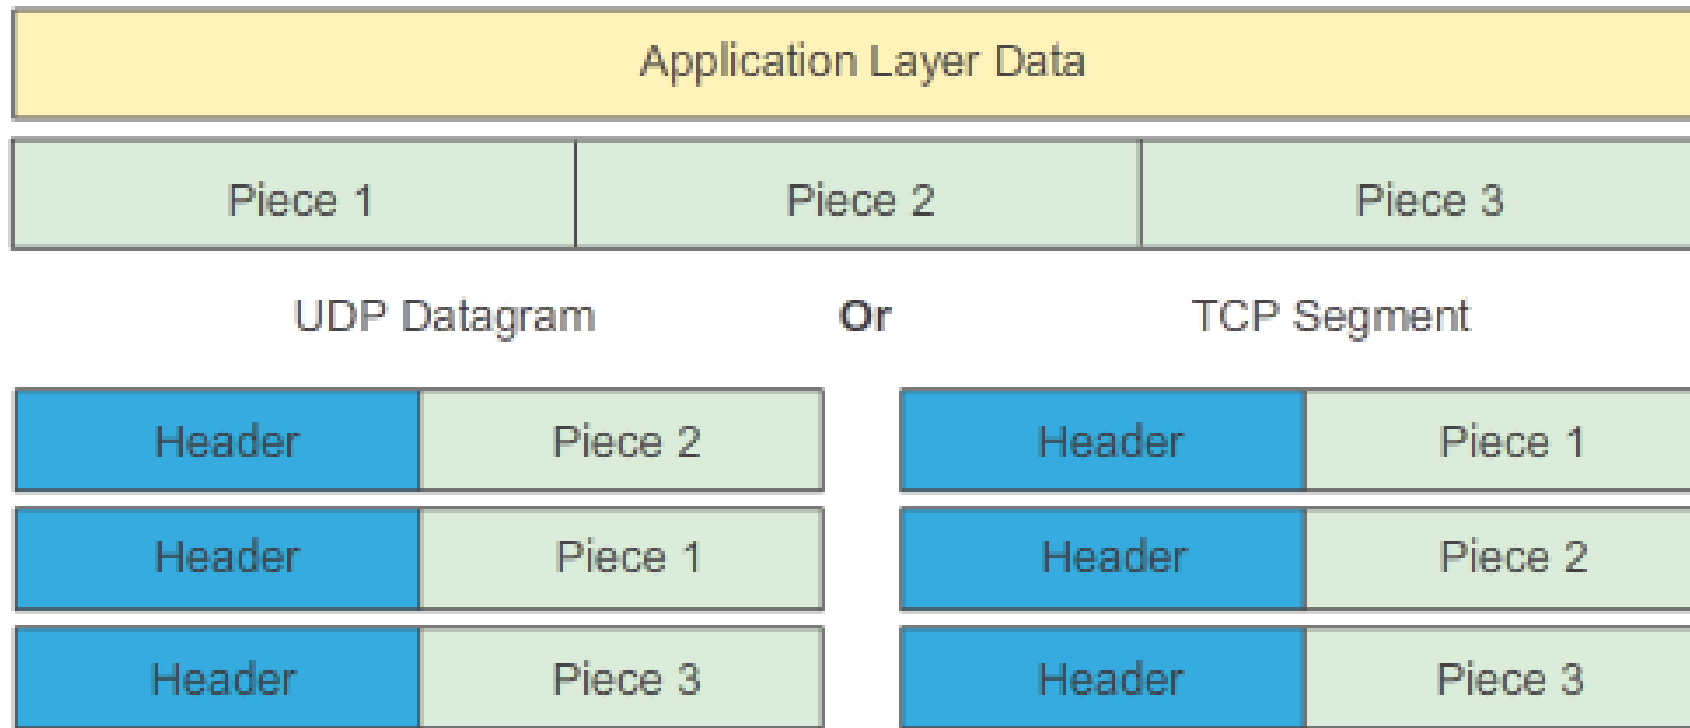 Application Layer Data
Piece 1 Piece 2 Piece 3
UDP Datagram Or TCP Segment
Header Piece 2 Header Piece 1
Header Piece 1 Header Piece 2
Header Piece 3 Header Piece 3